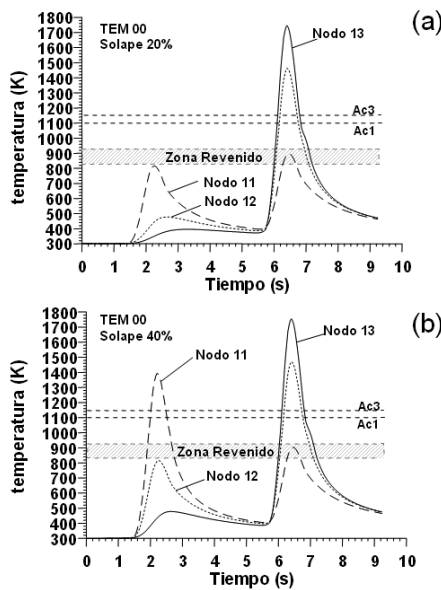 (a)
TEM 00
Solape 20%
Nodo 13
Ac3
Ac1
Zona Revenido
Nodo 11
Nodo 12
temperatura (K)
1800
1700
1600
1500
1400
1300
1200
1100
1000
900
800
700
600
500
400
300
0 1 2 3 4 5 6 7 8 9 10
Tiempo (s)
(b)
TEM 00
Solape 40%
Nodo 11
Nodo 13
Ac3
Ac1
Zona Revenido
Nodo 12
temperatura (K)
1800
1700
1600
1500
1400
1300
1200
1100
1000
900
800
700
600
500
400
300
0 1 2 3 4 5 6 7 8 9 10
Tiempo (s)